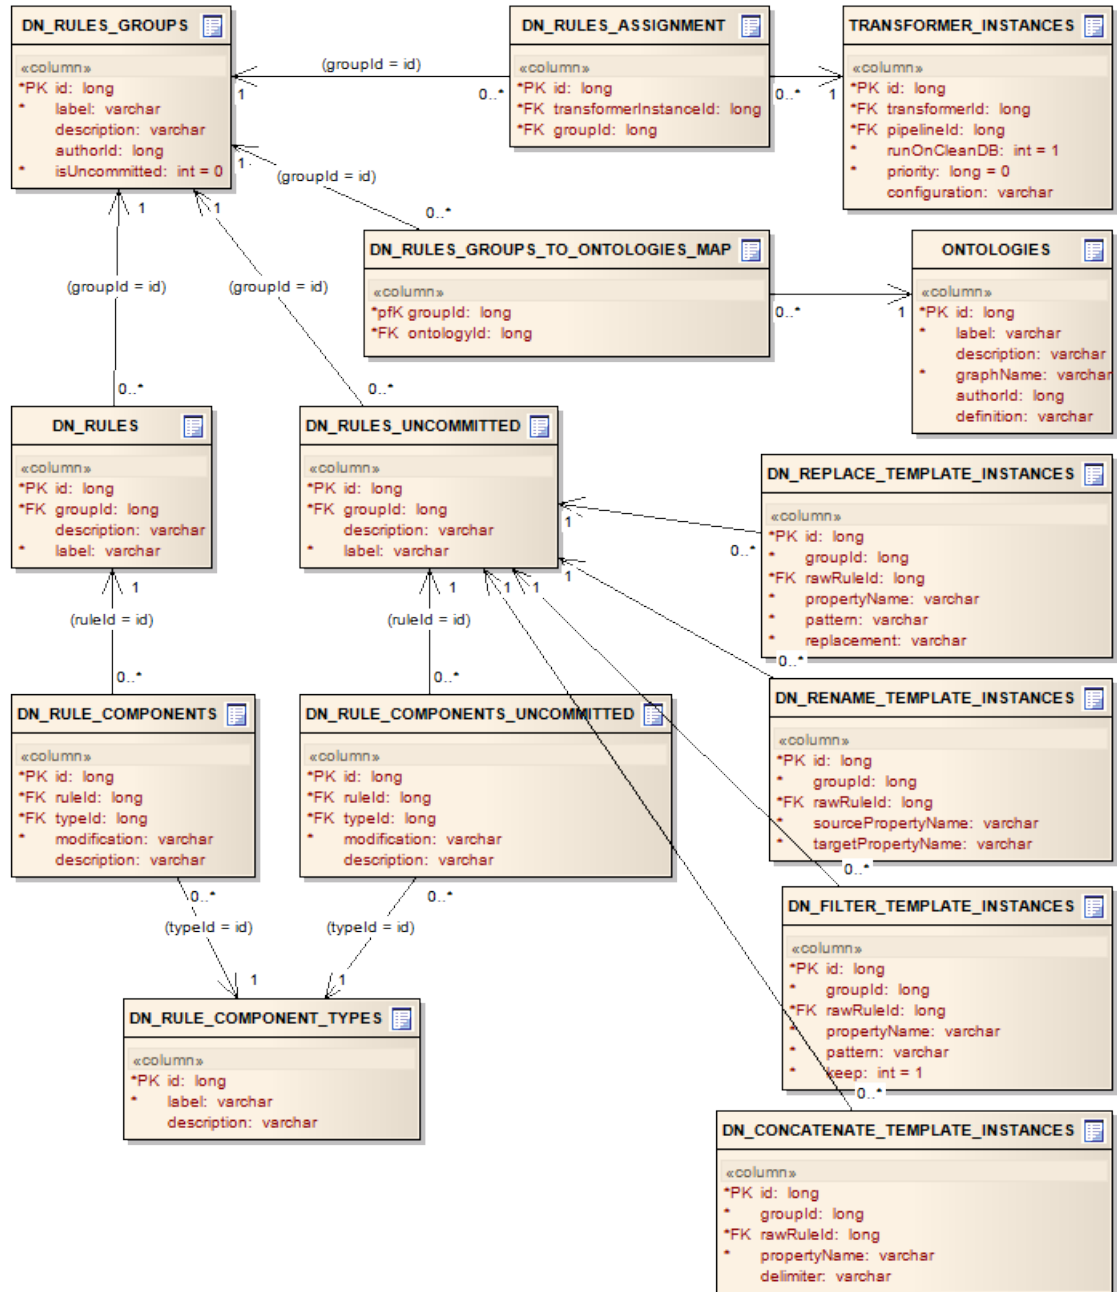 DN_RULES_GROUPS
«column»
*PK id: long
* label: varchar
description: varchar
authorId: long
* isUncommitted: int = 0
(groupId = id)
1
0..*
DN_RULES_ASSIGNMENT
«column»
*PK id: long
*FK transformerInstanceId: long
*FK groupId: long
0..*
1
TRANSFORMER_INSTANCES
«column»
*PK id: long
*FK transformerId: long
*FK pipelineId: long
* runOnCleanDB: int = 1
* priority: long = 0
configuration: varchar
1
(groupId = id)
0..*
DN_RULES_GROUPS_TO_ONTOLOGIES_MAP
«column»
*pfK groupId: long
*FK ontologyId: long
0..*
1
ONTOLOGIES
«column»
*PK id: long
* label: varchar
description: varchar
* graphName: varchar
authorId: long
definition: varchar
1
(groupId = id)
0..*
1
(groupId = id)
0..*
DN_RULES
«column»
*PK id: long
*FK groupId: long
description: varchar
* label: varchar
DN_RULES_UNCOMMITTED
«column»
*PK id: long
*FK groupId: long
description: varchar
* label: varchar
1
0..*
DN_REPLACE_TEMPLATE_INSTANCES
«column»
*PK id: long
* groupId: long
*FK rawRuleId: long
* propertyName: varchar
* pattern: varchar
* replacement: varchar
1
(ruleId = id)
0..*
1
(ruleId = id)
0..*
1
1
1
0..*
DN_RULE_COMPONENTS
«column»
*PK id: long
*FK ruleId: long
*FK typeId: long
* modification: varchar
description: varchar
DN_RULE_COMPONENTS_UNCOMMITTED
«column»
*PK id: long
*FK ruleId: long
*FK typeId: long
* modification: varchar
description: varchar
DN_RENAME_TEMPLATE_INSTANCES
«column»
*PK id: long
* groupId: long
*FK rawRuleId: long
* sourcePropertyName: varchar
* targetPropertyName: varchar
0..*
(typeId = id)
1
0..*
(typeId = id)
1
0..*
DN_FILTER_TEMPLATE_INSTANCES
«column»
*PK id: long
* groupId: long
*FK rawRuleId: long
* propertyName: varchar
* pattern: varchar
* keep: int = 1
DN_RULE_COMPONENT_TYPES
«column»
*PK id: long
* label: varchar
description: varchar
0..*
DN_CONCATENATE_TEMPLATE_INSTANCES
«column»
*PK id: long
* groupId: long
*FK rawRuleId: long
* propertyName: varchar
delimiter: varchar